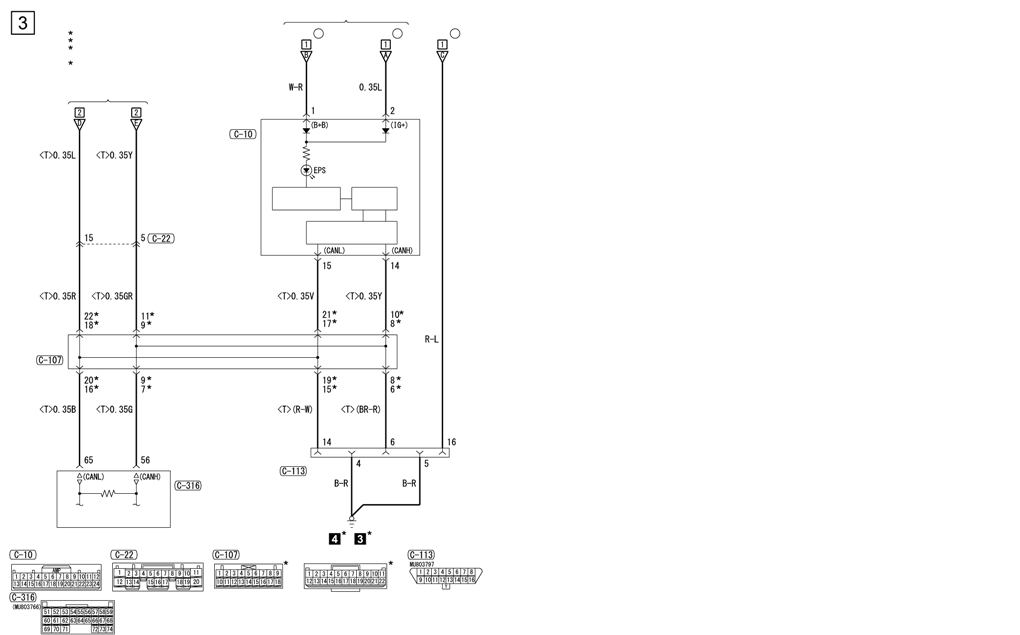 3
*
*
*
*
1 1 1
B A C
W-R 0.35L
2 2
D E
1 2
(B+B) (IG+)
C-10
EPS
<T>0.35L <T>0.35Y
15 5 C-22
(CANL) (CANH)
15 14
<T>0.35R <T>0.35GR <T>0.35V <T>0.35Y
22* 11* 21* 10*
18* 9* 17* 8*
R-L
C-107
20* 9* 19* 8*
16* 7* 15* 6*
<T>0.35B <T>0.35G <T>(R-W) <T>(BR-R)
14 6 16
65 56
C-113
4 5
(CANL) (CANH)
B-R B-R
C-316
4* 3*
C-10 C-22 C-107 * * C-113
MU803797
AMP
1 2 3 4 5 6 7 8 9 10 11 12
13 14 15 16 17 18 19 20 21 22 23 24
1 2 3 4 5 6 7 8 9 10 11
12 13 14 15 16 17 18 19 20
1 2 3 4 5 6 7 8 9
10 11 12 13 14 15 16 17 18
1 2 3 4 5 6 7 8 9 10 11
12 13 14 15 16 17 18 19 20 21 22
1 2 3 4 5 6 7 8
9 10 11 12 13 14 15 16
C-316
(MU803766)
51 52 53 54 55 56 57 58 59
60 61 62 63 64 65 66 67 68
69 70 71 72 73 74